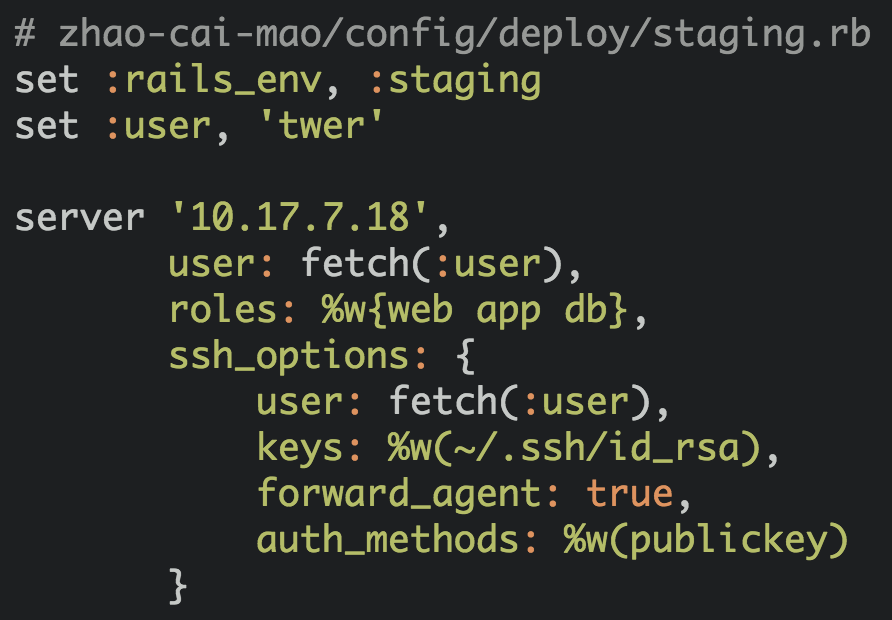 # zhao-cai-mao/config/deploy/staging.rb
set :rails_env, :staging
set :user, 'twer'

server '10.17.7.18',
       user: fetch(:user),
       roles: %w{web app db},
       ssh_options: {
           user: fetch(:user),
           keys: %w(~/.ssh/id_rsa),
           forward_agent: true,
           auth_methods: %w(publickey)
       }